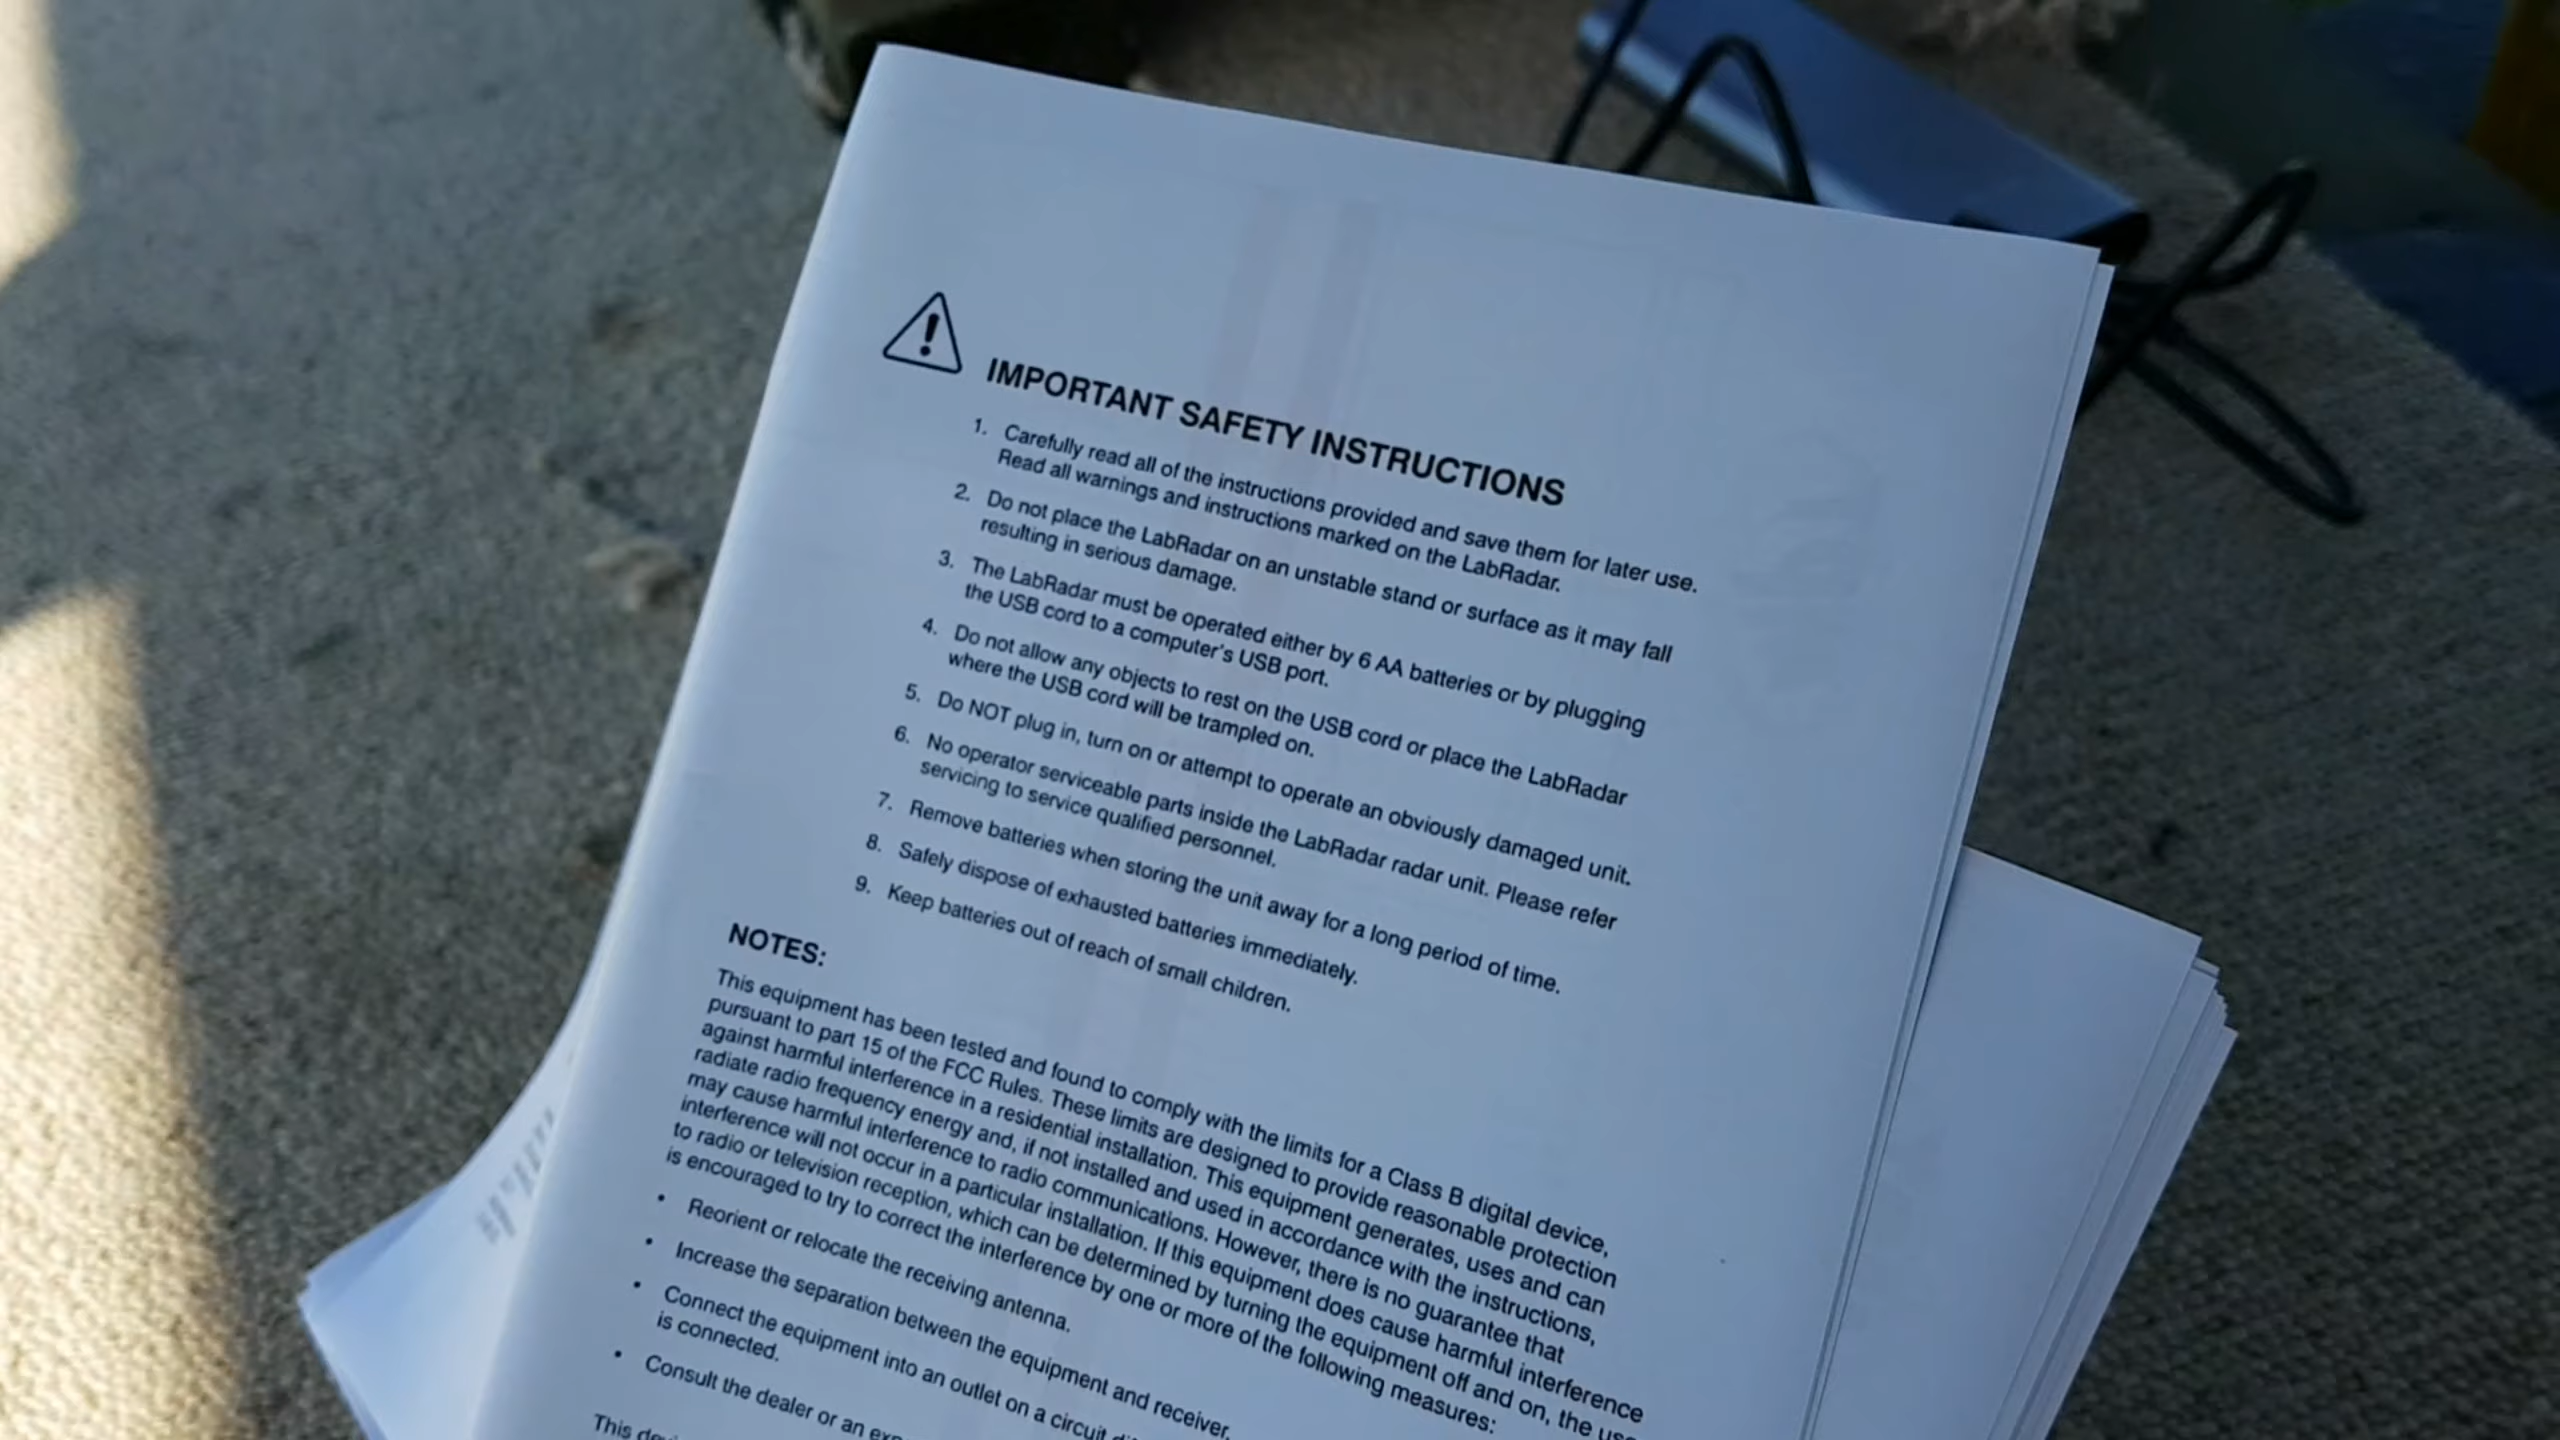 IMPORTANT SAFETY INSTRUCTIONS
1. Carefully read all of the instructions provided and save them for later use.
Read all warnings and instructions marked on the LabRadar.
2. Do not place the LabRadar on an unstable stand or surface as it may fall
resulting in serious damage.
3. The LabRadar must be operated either by 6 AA batteries or by plugging
the USB cord to a computer's USB port.
4. Do not allow any objects to rest on the USB cord or place the LabRadar
where the USB cord will be trampled on.
5. Do NOT plug in, turn on or attempt to operate an obviously damaged unit.
6. No operator serviceable parts inside the LabRadar radar unit. Please refer
servicing to service qualified personnel.
7. Remove batteries when storing the unit away for a long period of time.
8. Safely dispose of exhausted batteries immediately.
9. Keep batteries out of reach of small children.
NOTES:
This equipment has been tested and found to comply with the limits for a Class B digital device,
pursuant to part 15 of the FCC Rules. These limits are designed to provide reasonable protection
against harmful interference in a residential installation. This equipment generates, uses and can
radiate radio frequency energy and, if not installed and used in accordance with the instructions,
may cause harmful interference to radio communications. However, there is no guarantee that
interference will not occur in a particular installation. If this equipment does cause harmful interference
to radio or television reception, which can be determined by turning the equipment off and on, the
is encouraged to try to correct the interference by one or more of the following measures:
• Reorient or relocate the receiving antenna.
• Increase the separation between the equipment and receiver.
• Connect the equipment into an outlet on a circuit
is connected.
• Consult the dealer or an
This